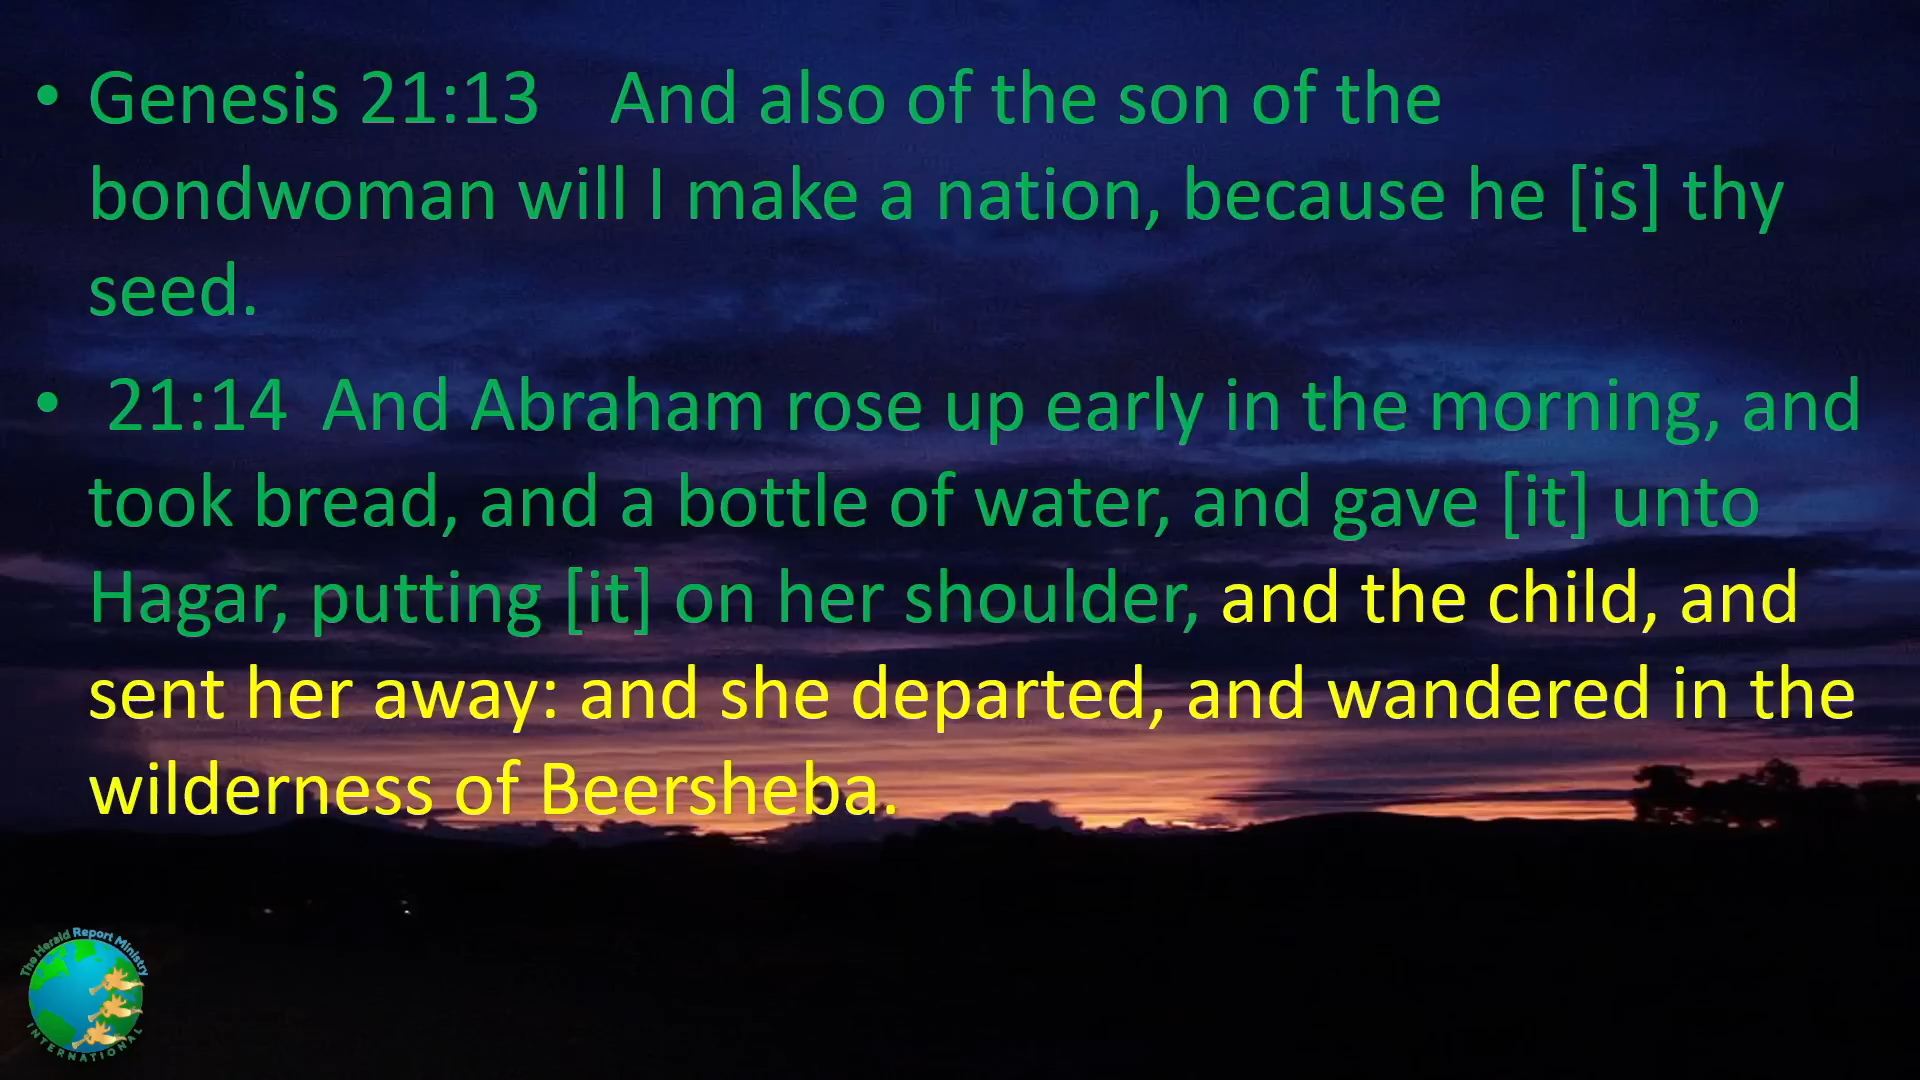 • Genesis 21:13 And also of the son of the
bondwoman will I make a nation, because he [is] thy
seed.
• 21:14 And Abraham rose up early in the morning, and
took bread, and a bottle of water, and gave [it] unto
Hagar, putting [it] on her shoulder, and the child, and
sent her away: and she departed, and wandered in the
wilderness of Beersheba.
The Herald Report Ministry
INTERNATIONAL